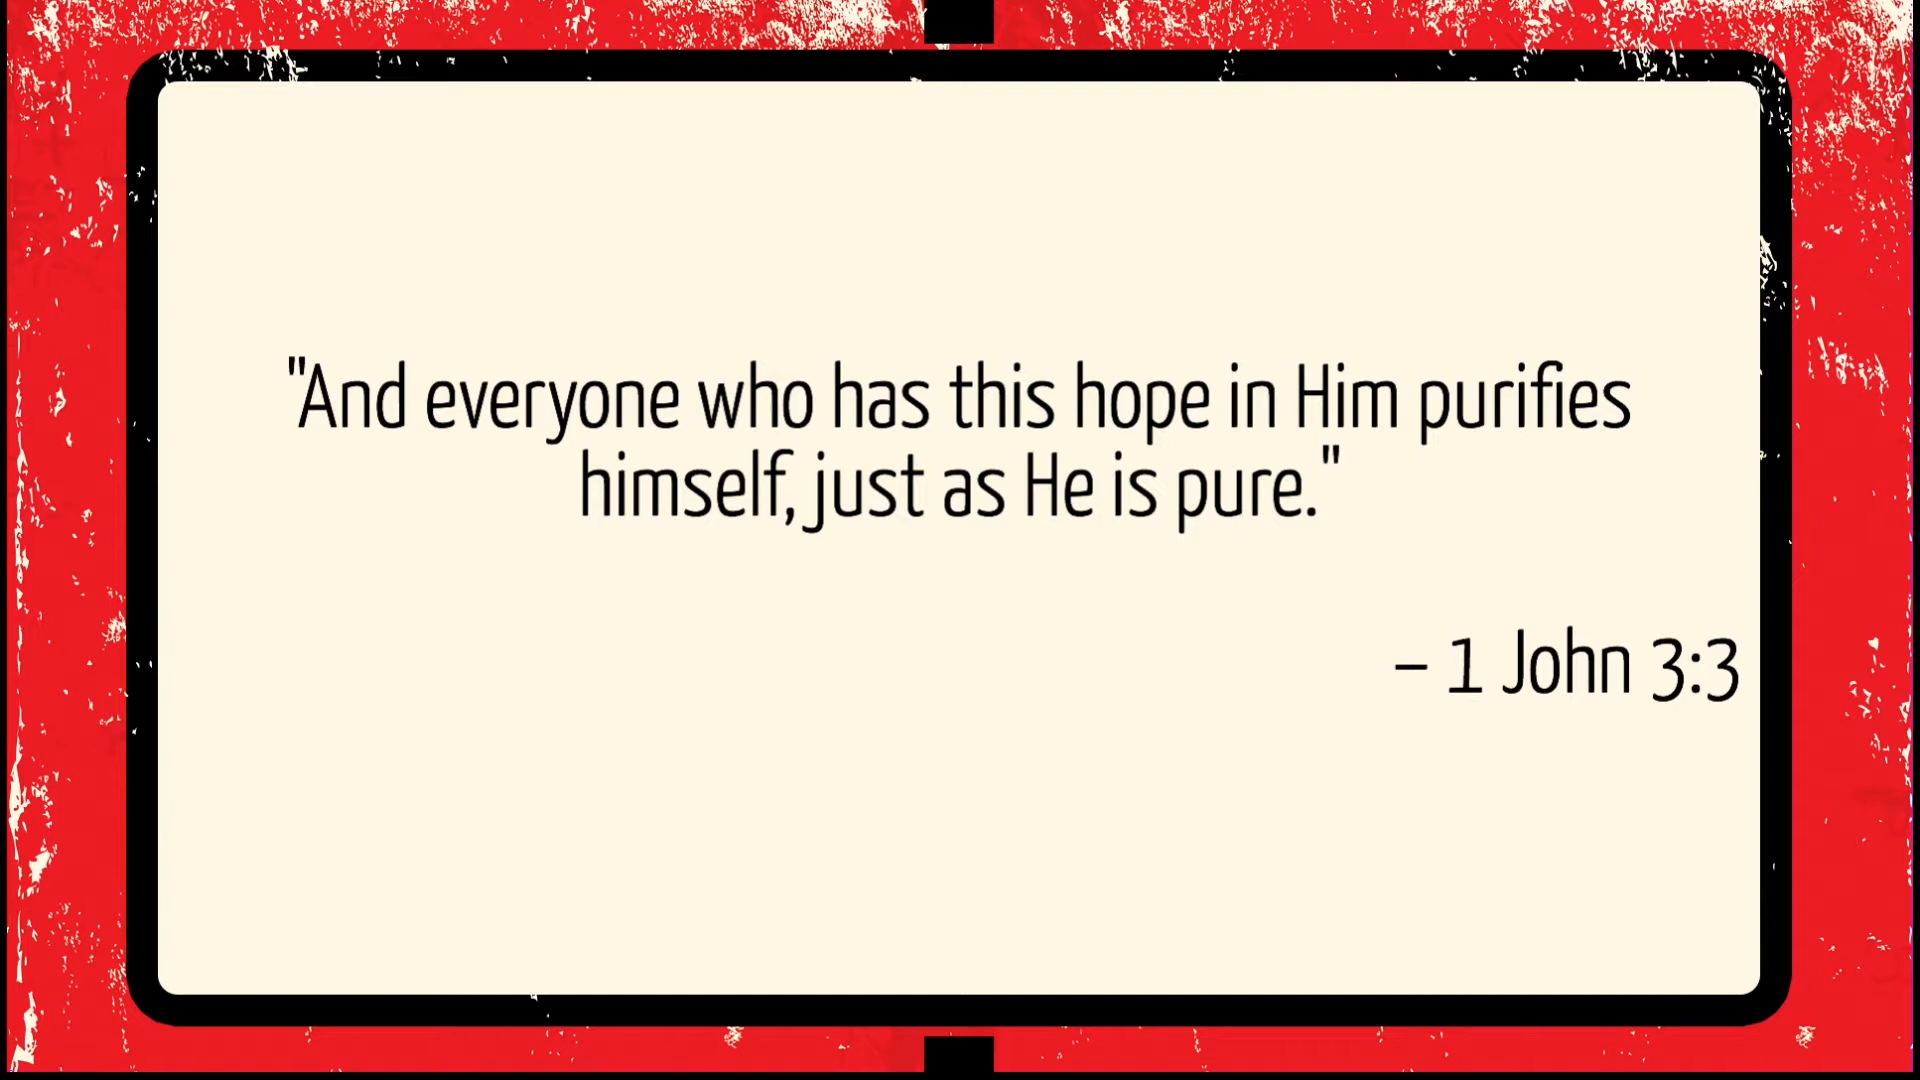 "And everyone who has this hope in Him purifies
himself, just as He is pure."
– 1 John 3:3